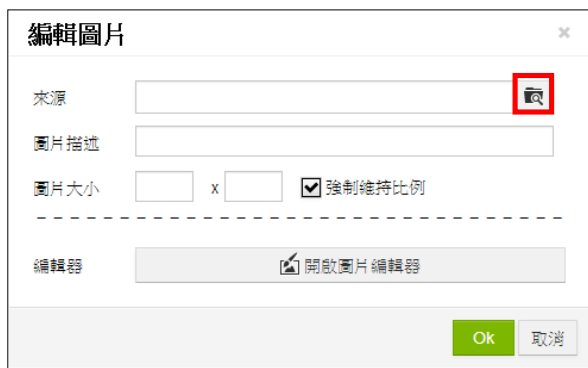 編輯圖片 ×
來源
圖片描述
圖片大小 x 強制維持比例
編輯器 開啟圖片編輯器
Ok 取消